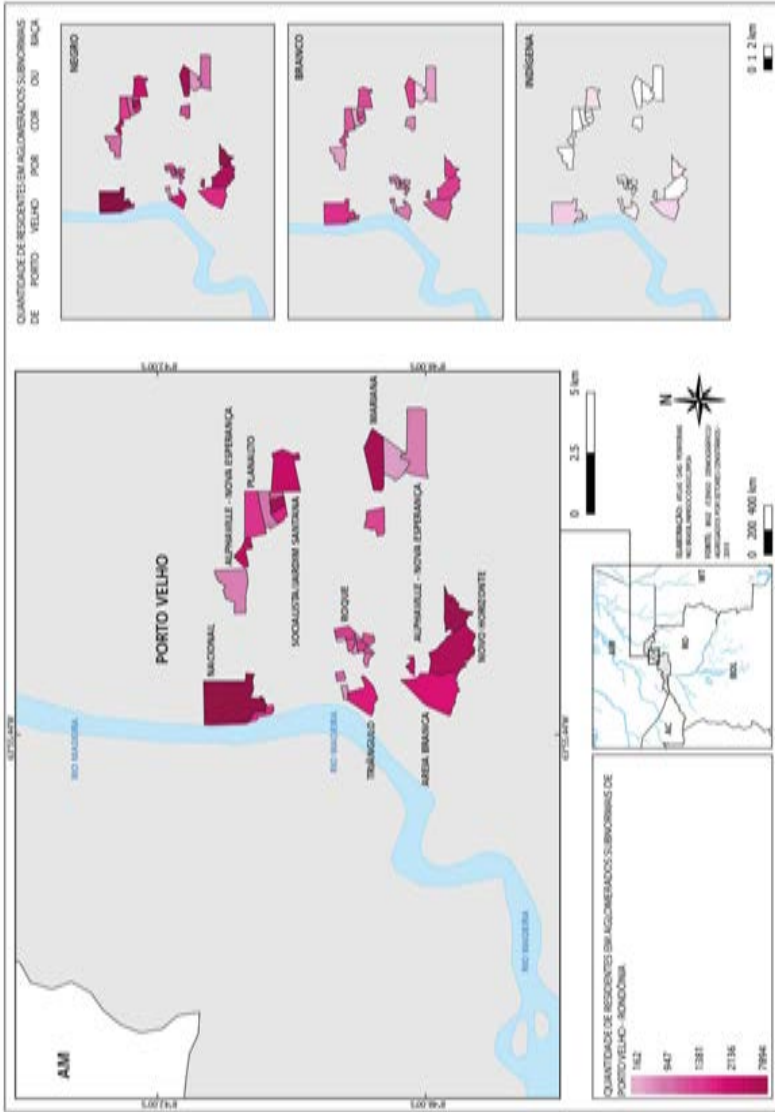 QUANTIDADE DE RESIDENTES EM AGLOMERADOS SUBNORMAIS
DE PORTO VELHO POR COR OU RAÇA
AM
PORTO VELHO
RIO MADEIRA
RIO MADEIRA
RIO MADEIRA
NACIONAL
ALPHAVILLE - NOVA ESPERANÇA
PLANALTO
SOCIALISTA/JARDIM SANTANA
ROQUE
TRIÂNGULO
MARIANA
ALPHAVILLE - NOVA ESPERANÇA
AREIA BRANCA
NOVO HORIZONTE
NEGRO
BRANCO
INDÍGENA
0 1 2 km
QUANTIDADE DE RESIDENTES EM AGLOMERADOS SUBNORMAIS DE
PORTO VELHO - RONDÔNIA
162
947
1381
2136
7894
AM
AC
RO
MT
BOL
0 2.5 5 km
0 200 400 km
N